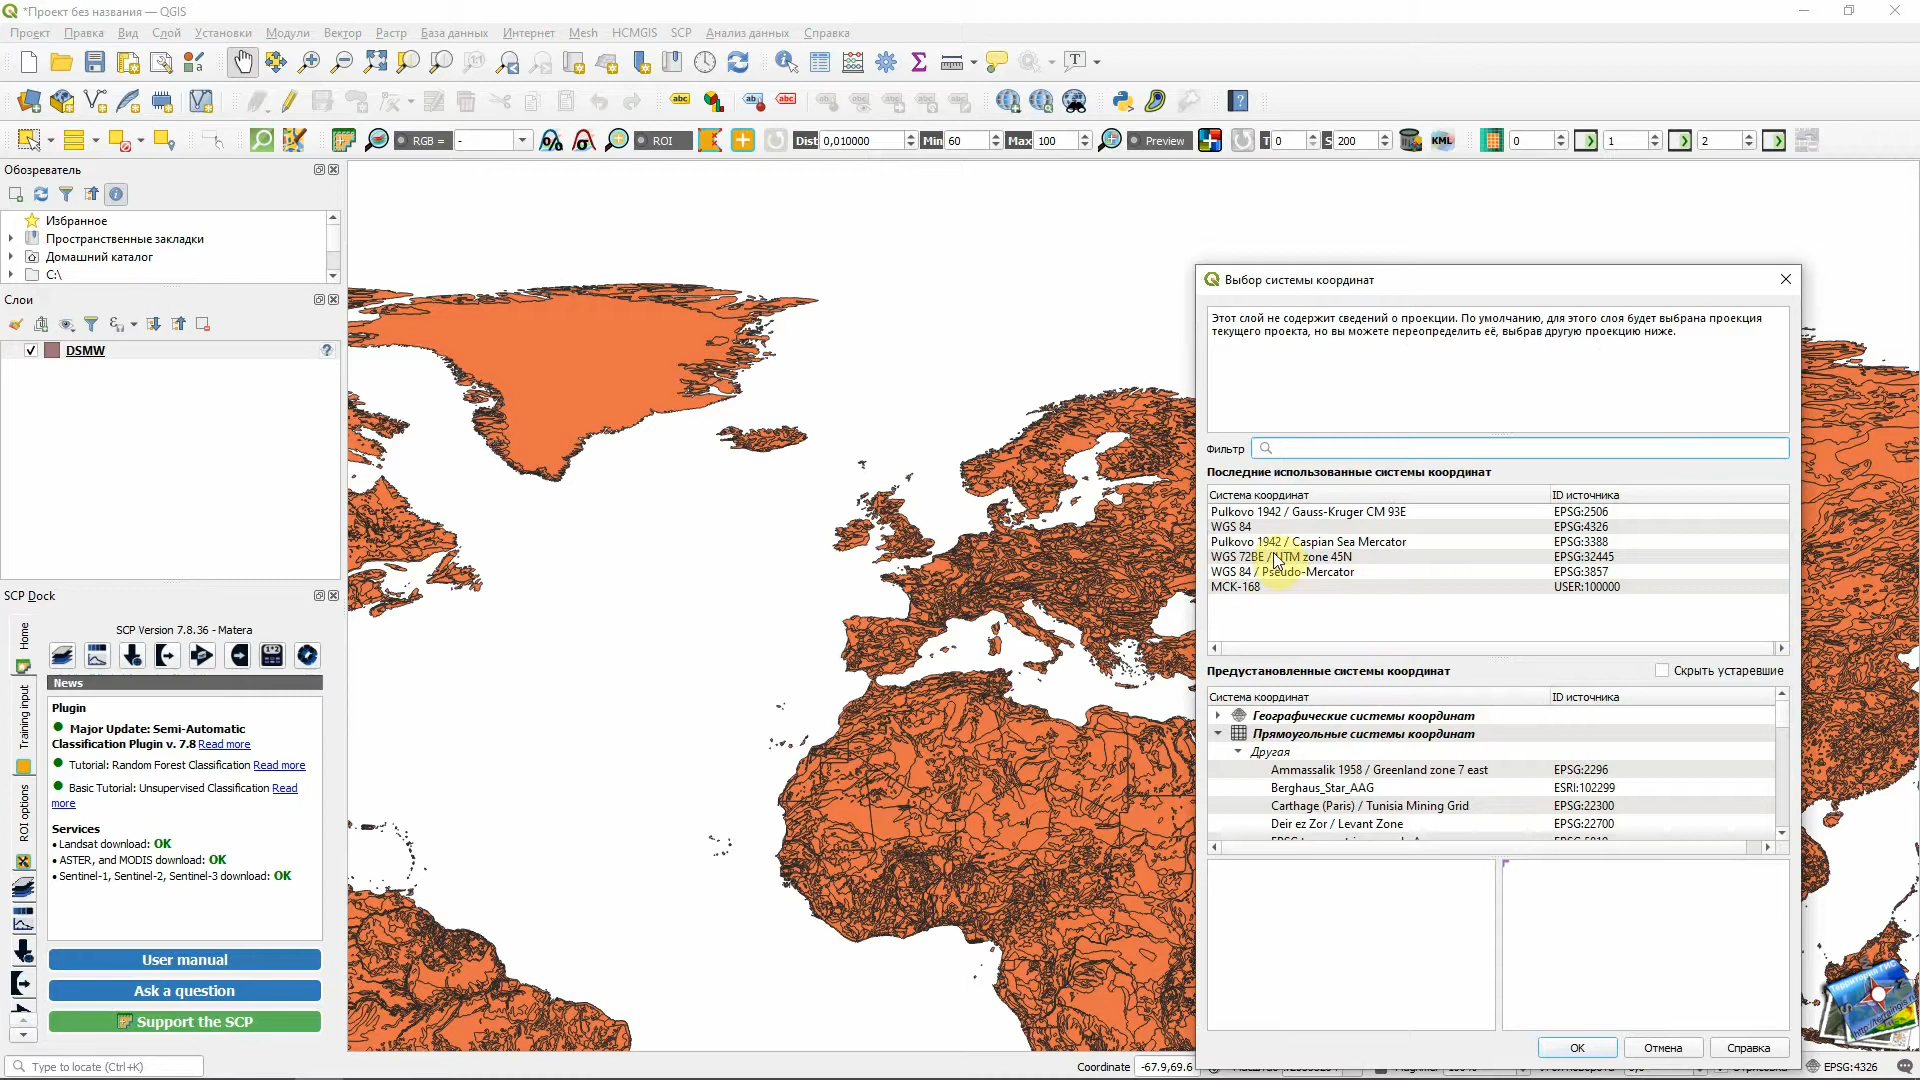 *Проект без названия — QGIS
Проект Правка Вид Слой Установки Модули Вектор Растр База данных Интернет Mesh HCMGIS SCP Анализ данных Справка
RGB = - ROI Dist 0,010000 Min 60 Max 100 Preview T 0 S 200 KML 0 1 2
Обозреватель
Избранное
Пространственные закладки
Домашний каталог
C:\
Слои
DSMW
SCP Dock
Home
Training input
ROI options
SCP Version 7.8.36 - Matera
News
Plugin
Major Update: Semi-Automatic
Classification Plugin v. 7.8 Read more
Tutorial: Random Forest Classification Read more
Basic Tutorial: Unsupervised Classification Read
more
Services
• Landsat download: OK
• ASTER, and MODIS download: OK
• Sentinel-1, Sentinel-2, Sentinel-3 download: OK
User manual
Ask a question
Support the SCP
Выбор системы координат
Этот слой не содержит сведений о проекции. По умолчанию, для этого слоя будет выбрана проекция
текущего проекта, но вы можете переопределить её, выбрав другую проекцию ниже.
Фильтр
Последние использованные системы координат
Система координат ID источника
Pulkovo 1942 / Gauss-Kruger CM 93E EPSG:2506
WGS 84 EPSG:4326
Pulkovo 1942 / Caspian Sea Mercator EPSG:3388
WGS 72BE / UTM zone 45N EPSG:32445
WGS 84 / Pseudo-Mercator EPSG:3857
МСК-168 USER:100000
Предустановленные системы координат Скрыть устаревшие
Система координат ID источника
Географические системы координат
Прямоугольные системы координат
Другая
Ammassalik 1958 / Greenland zone 7 east EPSG:2296
Berghaus_Star_AAG ESRI:102299
Carthage (Paris) / Tunisia Mining Grid EPSG:22300
Deir ez Zor / Levant Zone EPSG:22700
OK Отмена Справка
Type to locate (Ctrl+K) Coordinate -67.9,69.6 EPSG:4326